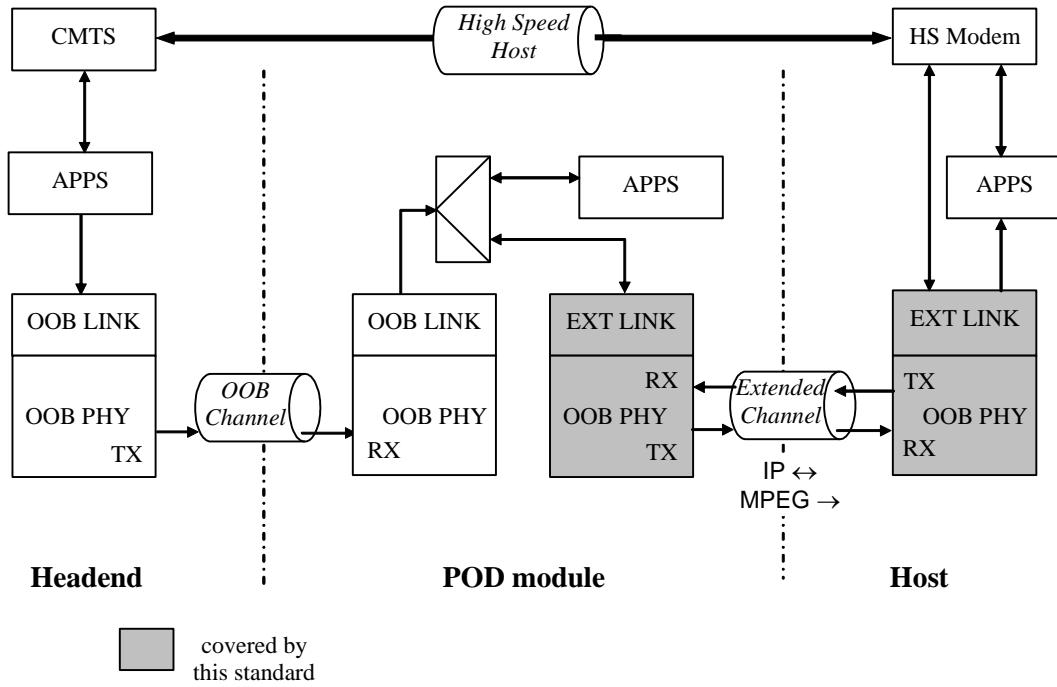 CMTS
High Speed
Host
HS Modem
APPS
APPS
APPS
OOB LINK
OOB LINK
EXT LINK
EXT LINK
OOB PHY
TX
OOB
Channel
OOB PHY
RX
RX
OOB PHY
TX
Extended
Channel
TX
OOB PHY
RX
IP ↔
MPEG →
Headend
POD module
Host
covered by
this standard